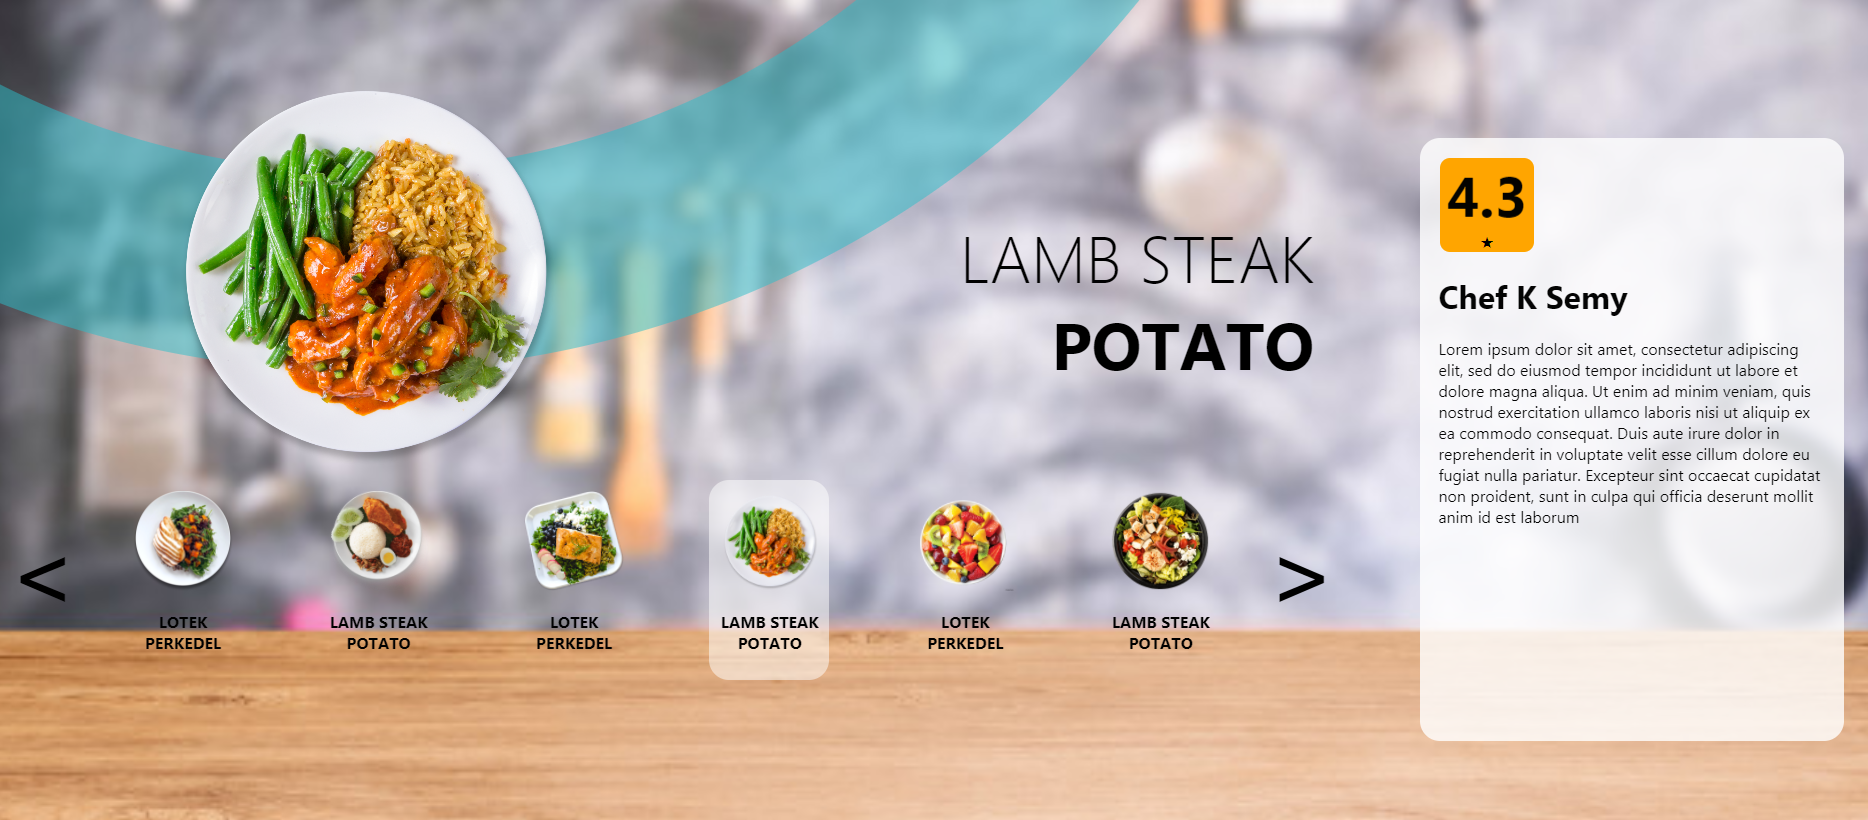 LAMB STEAK
POTATO
4.3
★
Chef K Semy
Lorem ipsum dolor sit amet, consectetur adipiscing
elit, sed do eiusmod tempor incididunt ut labore et
dolore magna aliqua. Ut enim ad minim veniam, quis
nostrud exercitation ullamco laboris nisi ut aliquip ex
ea commodo consequat. Duis aute irure dolor in
reprehenderit in voluptate velit esse cillum dolore eu
fugiat nulla pariatur. Excepteur sint occaecat cupidatat
non proident, sunt in culpa qui officia deserunt mollit
anim id est laborum
<
LOTEK
PERKEDEL
LAMB STEAK
POTATO
LOTEK
PERKEDEL
LAMB STEAK
POTATO
LOTEK
PERKEDEL
LAMB STEAK
POTATO
>